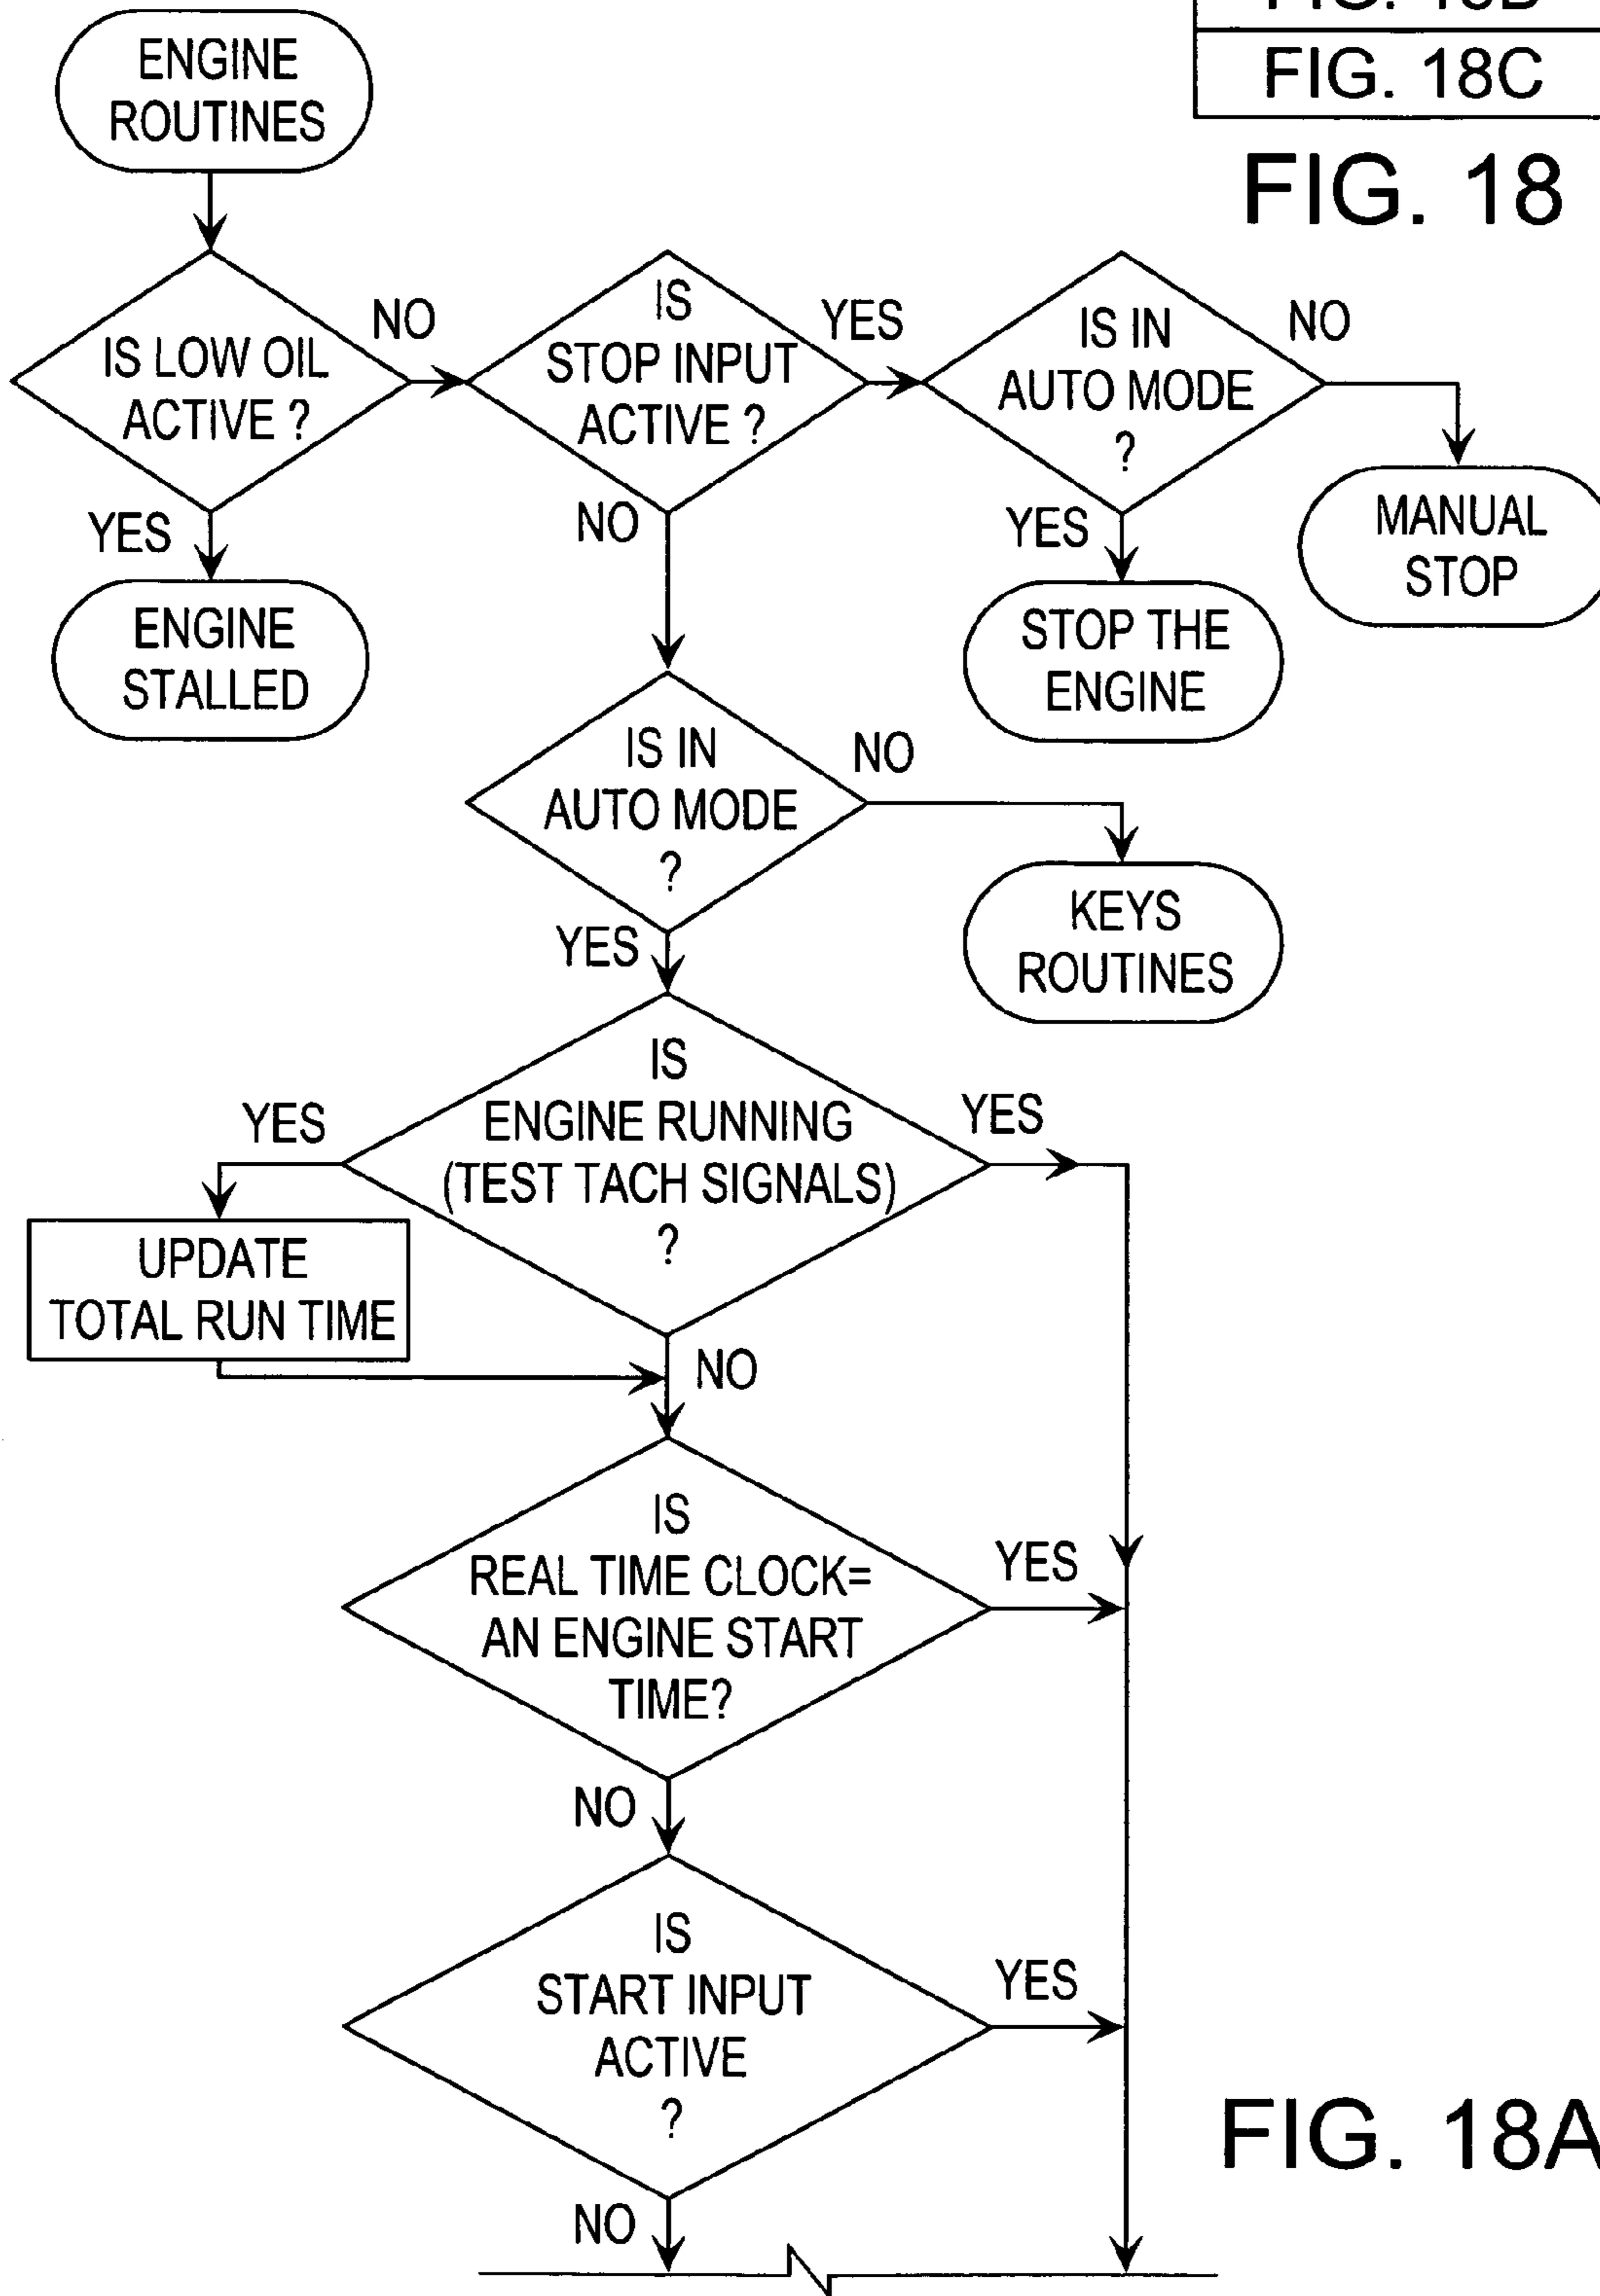 FIG. 18C
FIG. 18
ENGINE
ROUTINES
IS LOW OIL
ACTIVE ?
NO
YES
ENGINE
STALLED
IS
STOP INPUT
ACTIVE ?
YES
NO
IS IN
AUTO MODE
?
NO
YES
MANUAL
STOP
STOP THE
ENGINE
IS IN
AUTO MODE
?
NO
YES
KEYS
ROUTINES
IS
ENGINE RUNNING
(TEST TACH SIGNALS)
?
YES
YES
UPDATE
TOTAL RUN TIME
NO
IS
REAL TIME CLOCK=
AN ENGINE START
TIME?
YES
NO
IS
START INPUT
ACTIVE
?
YES
NO
FIG. 18A